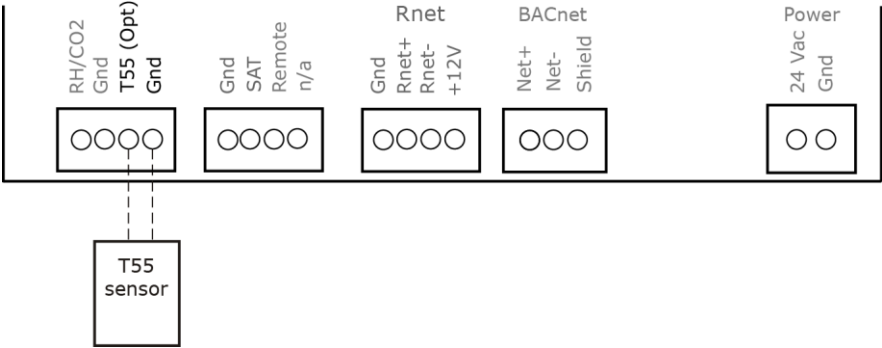 RH/CO2
Gnd
T55 (Opt)
Gnd
Gnd
SAT
Remote
n/a
Rnet
Gnd
Rnet+
Rnet-
+12V
BACnet
Net+
Net-
Shield
Power
24 Vac
Gnd
T55
sensor